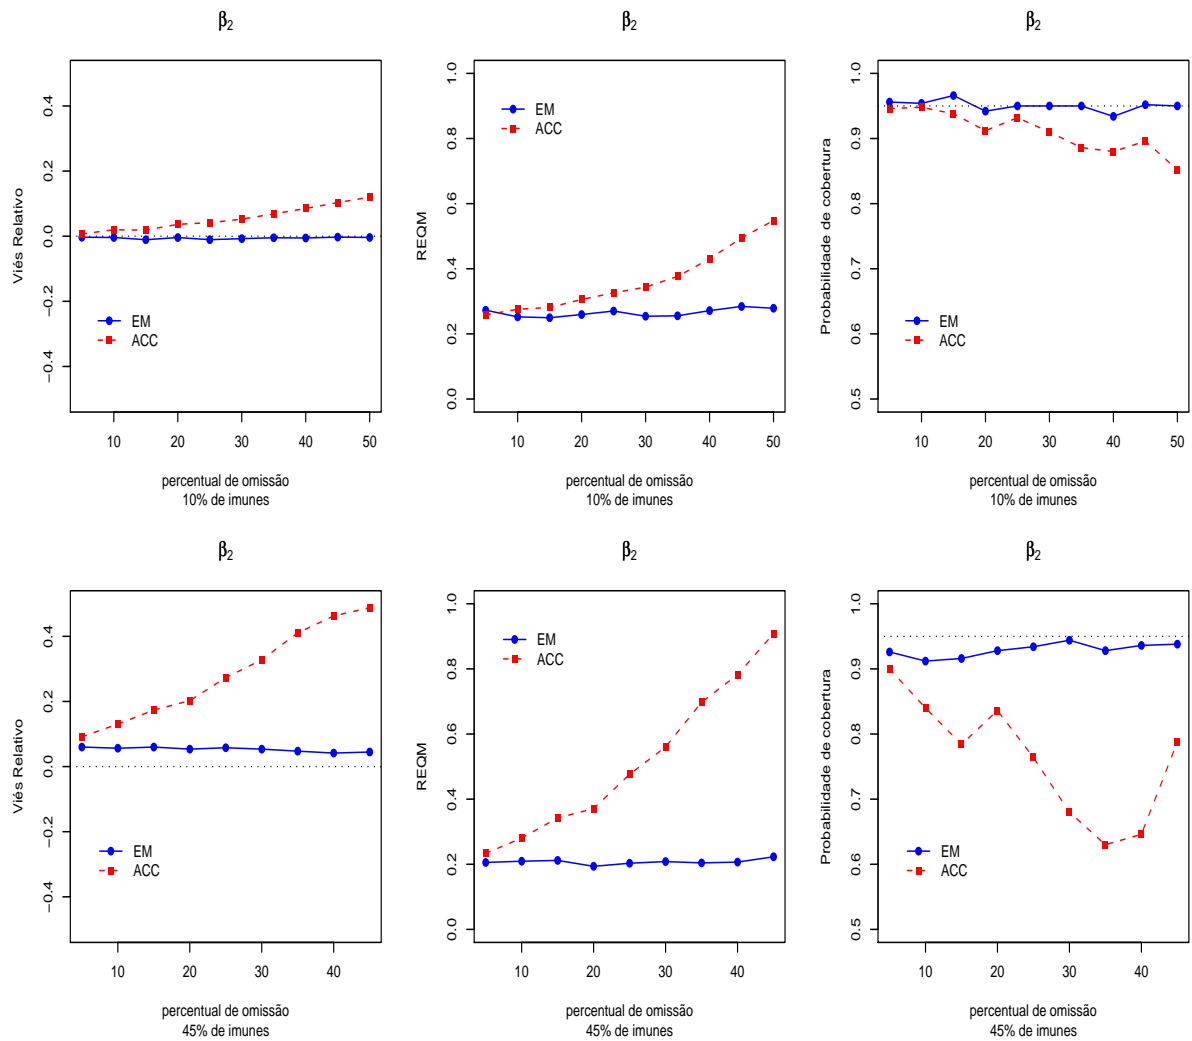 β2
Viés Relativo
0.4
0.2
0.0
−0.2
−0.4
EM
ACC
10 20 30 40 50
percentual de omissão
10% de imunes
β2
REQM
1.0
0.8
0.6
0.4
0.2
0.0
EM
ACC
10 20 30 40 50
percentual de omissão
10% de imunes
β2
Probabilidade de cobertura
1.0
0.9
0.8
0.7
0.6
0.5
EM
ACC
10 20 30 40 50
percentual de omissão
10% de imunes
β2
Viés Relativo
0.4
0.2
0.0
−0.2
−0.4
EM
ACC
10 20 30 40
percentual de omissão
45% de imunes
β2
REQM
1.0
0.8
0.6
0.4
0.2
0.0
EM
ACC
10 20 30 40
percentual de omissão
45% de imunes
β2
Probabilidade de cobertura
1.0
0.9
0.8
0.7
0.6
0.5
EM
ACC
10 20 30 40
percentual de omissão
45% de imunes